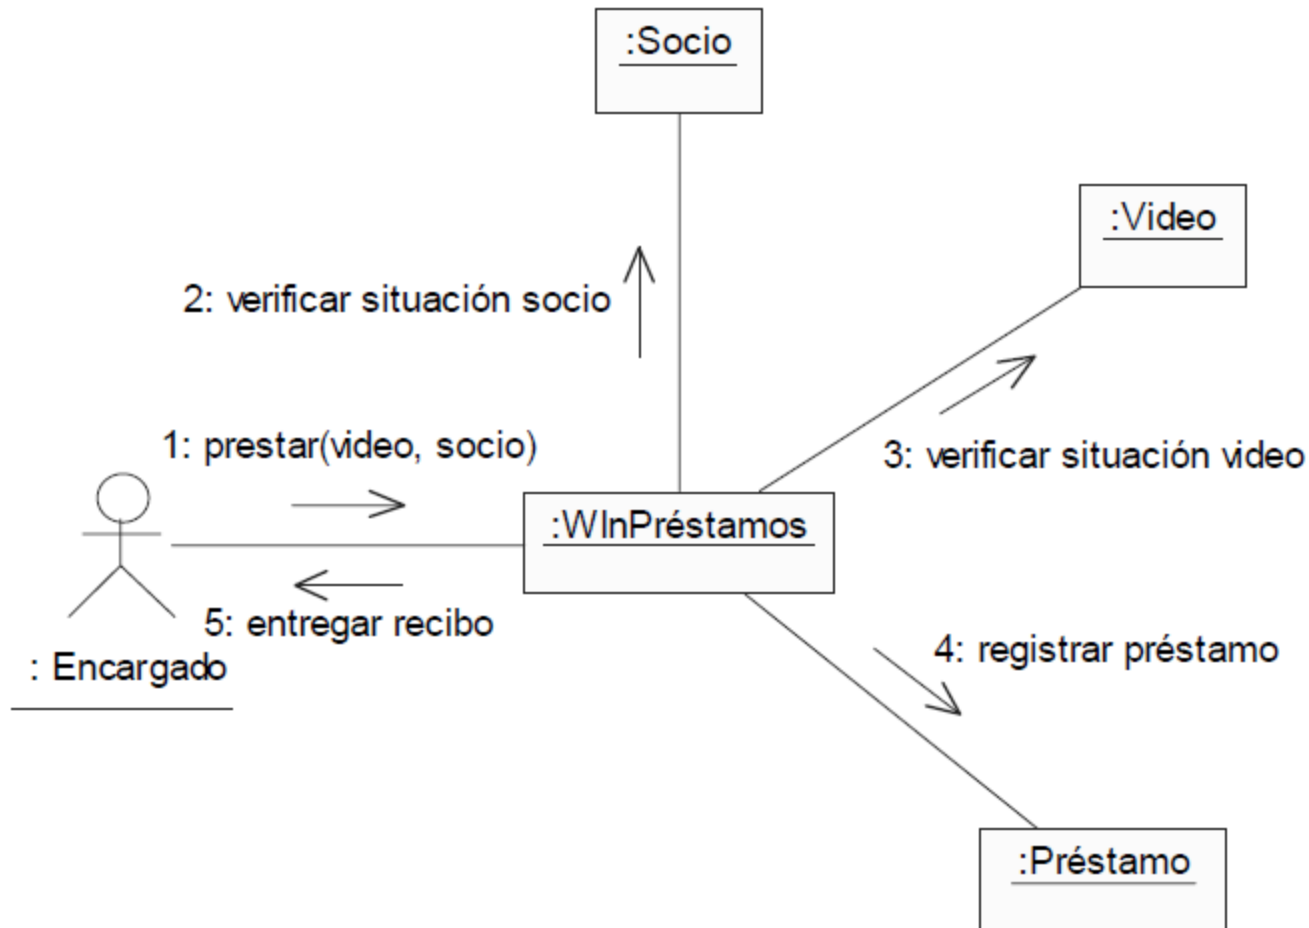 :Socio
:Video
2: verificar situación socio
1: prestar(video, socio)
3: verificar situación video
:WInPréstamos
5: entregar recibo
: Encargado
4: registrar préstamo
:Préstamo